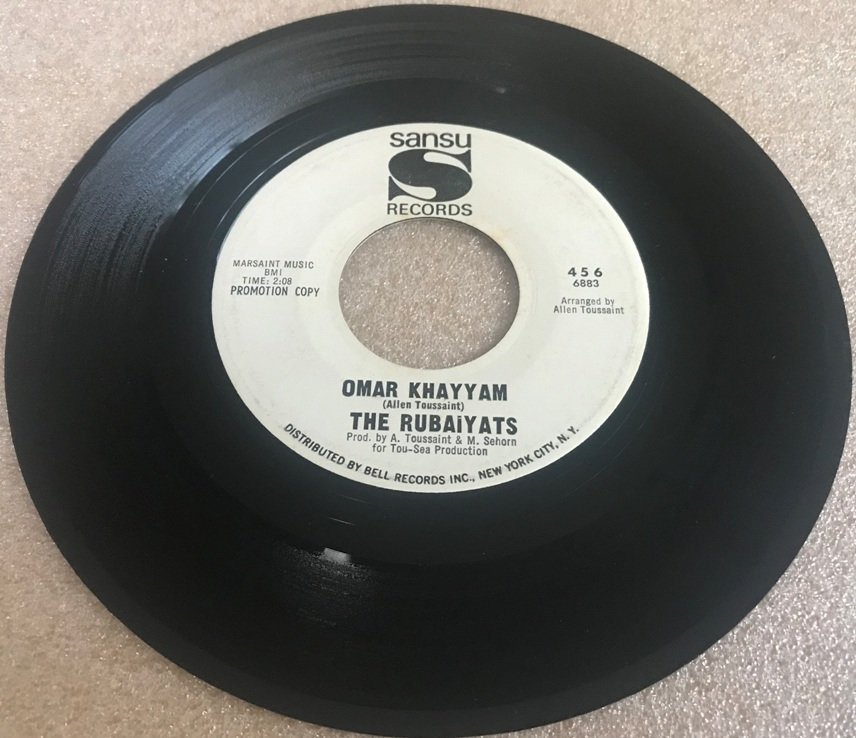 sansu
S
RECORDS
MARSAINT MUSIC
BMI
TIME: 2:08
PROMOTION COPY
456
6883
Arranged by
Allen Toussaint
OMAR KHAYYAM
(Allen Toussaint)
THE RUBAiYATS
Prod. by A. Toussaint & M. Sehorn
for Tou-Sea Production
DISTRIBUTED BY BELL RECORDS INC., NEW YORK CITY, N. Y.